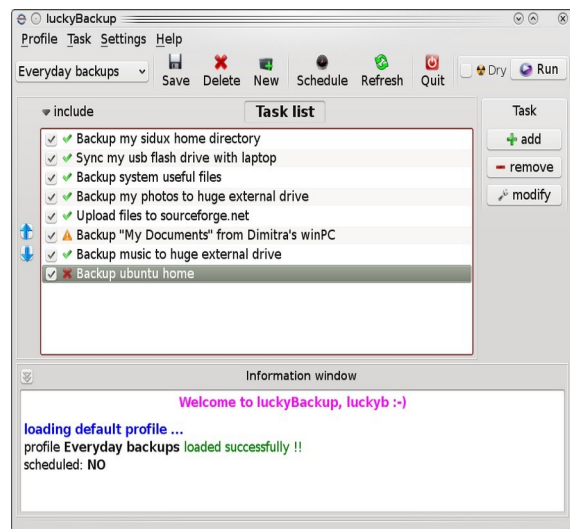 luckyBackup
Profile Task Settings Help
Everyday backups
Save Delete New Schedule Refresh Quit Dry Run
include Task list Task
Backup my sidux home directory
Sync my usb flash drive with laptop
Backup system useful files
Backup my photos to huge external drive
Upload files to sourceforge.net
Backup "My Documents" from Dimitra's winPC
Backup music to huge external drive
Backup ubuntu home
add
remove
modify
Information window
Welcome to luckyBackup, luckyb :-)
loading default profile ...
profile Everyday backups loaded successfully !!
scheduled: NO